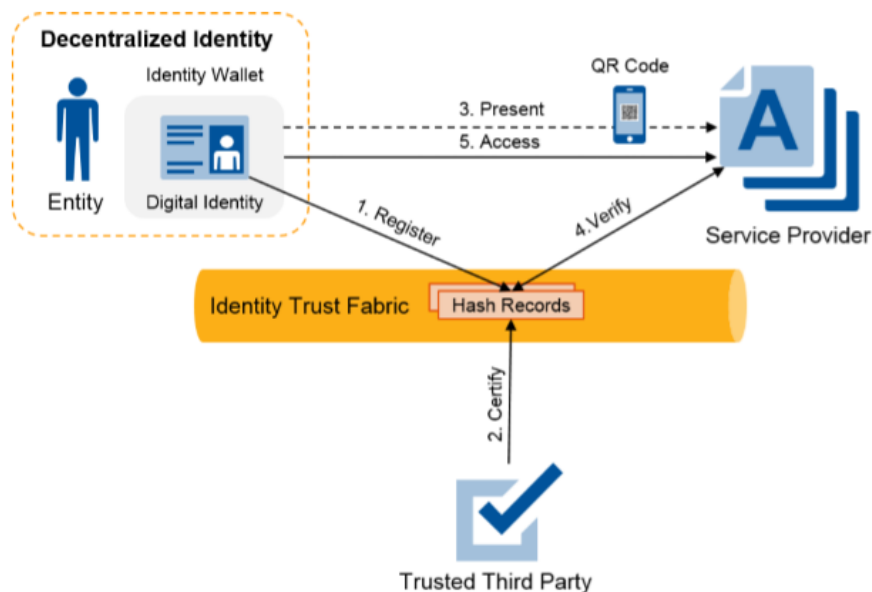 Decentralized Identity
Identity Wallet
QR Code
3. Present
5. Access
A
Entity
Digital Identity
1. Register
4.Verify
Service Provider
Identity Trust Fabric
Hash Records
2. Certify
Trusted Third Party